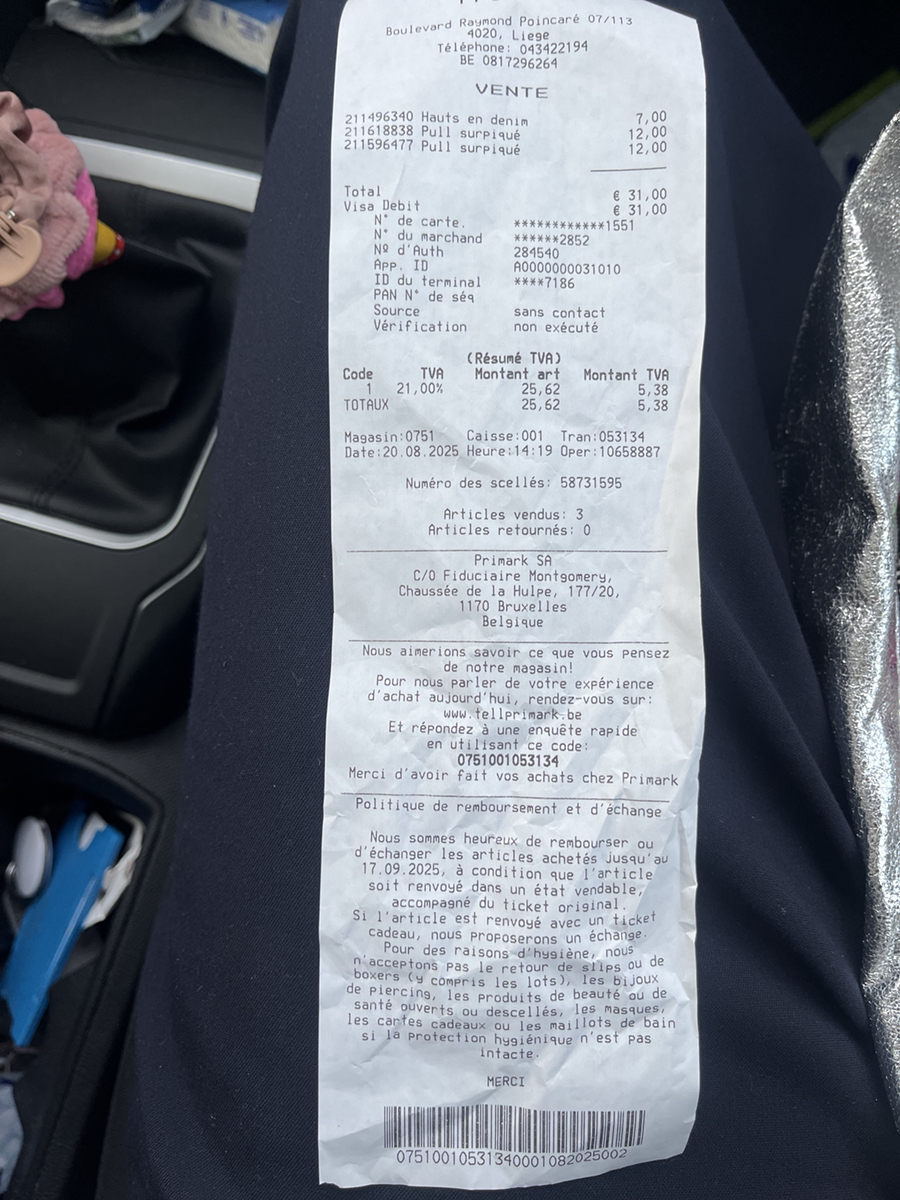 Boulevard Raymond Poincaré 07/113
4020, Liege
Téléphone: 043422194
BE 0817296264
VENTE
211496340 Hauts en denim 7,00
211618838 Pull surpiqué 12,00
211596477 Pull surpiqué 12,00
Total € 31,00
Visa Debit € 31,00
N° de carte. ************1551
N° du marchand ******2852
Nº d'Auth 284540
App. ID A0000000031010
ID du terminal ****7186
PAN N° de séq
Source sans contact
Vérification non exécuté
(Résumé TVA)
Code TVA Montant art Montant TVA
1 21,00% 25,62 5,38
TOTAUX 25,62 5,38
Magasin:0751 Caisse:001 Tran:053134
Date:20.08.2025 Heure:14:19 Oper:10658887
Numéro des scellés: 58731595
Articles vendus: 3
Articles retournés: 0
Primark SA
C/O Fiduciaire Montgomery,
Chaussée de la Hulpe, 177/20,
1170 Bruxelles
Belgique
Nous aimerions savoir ce que vous pensez
de notre magasin!
Pour nous parler de votre expérience
d'achat aujourd'hui, rendez-vous sur:
www.tellprimark.be
Et répondez à une enquête rapide
en utilisant ce code:
0751001053134
Merci d'avoir fait vos achats chez Primark
Politique de remboursement et d'échange
Nous sommes heureux de rembourser ou
d'échanger les articles achetés jusqu'au
17.09.2025, à condition que l'article
soit renvoyé dans un état vendable,
accompagné du ticket original.
Si l'article est renvoyé avec un ticket
cadeau, nous proposerons un échange.
Pour des raisons d'hygiène, nous
n'acceptons pas le retour de slips ou de
boxers (y compris les lots), les bijoux
de piercing, les produits de beauté ou de
santé ouverts ou descellés, les masques,
les cartes cadeaux ou les maillots de bain
si la protection hygiénique n'est pas
intacte.
MERCI
07510010531340001082025002